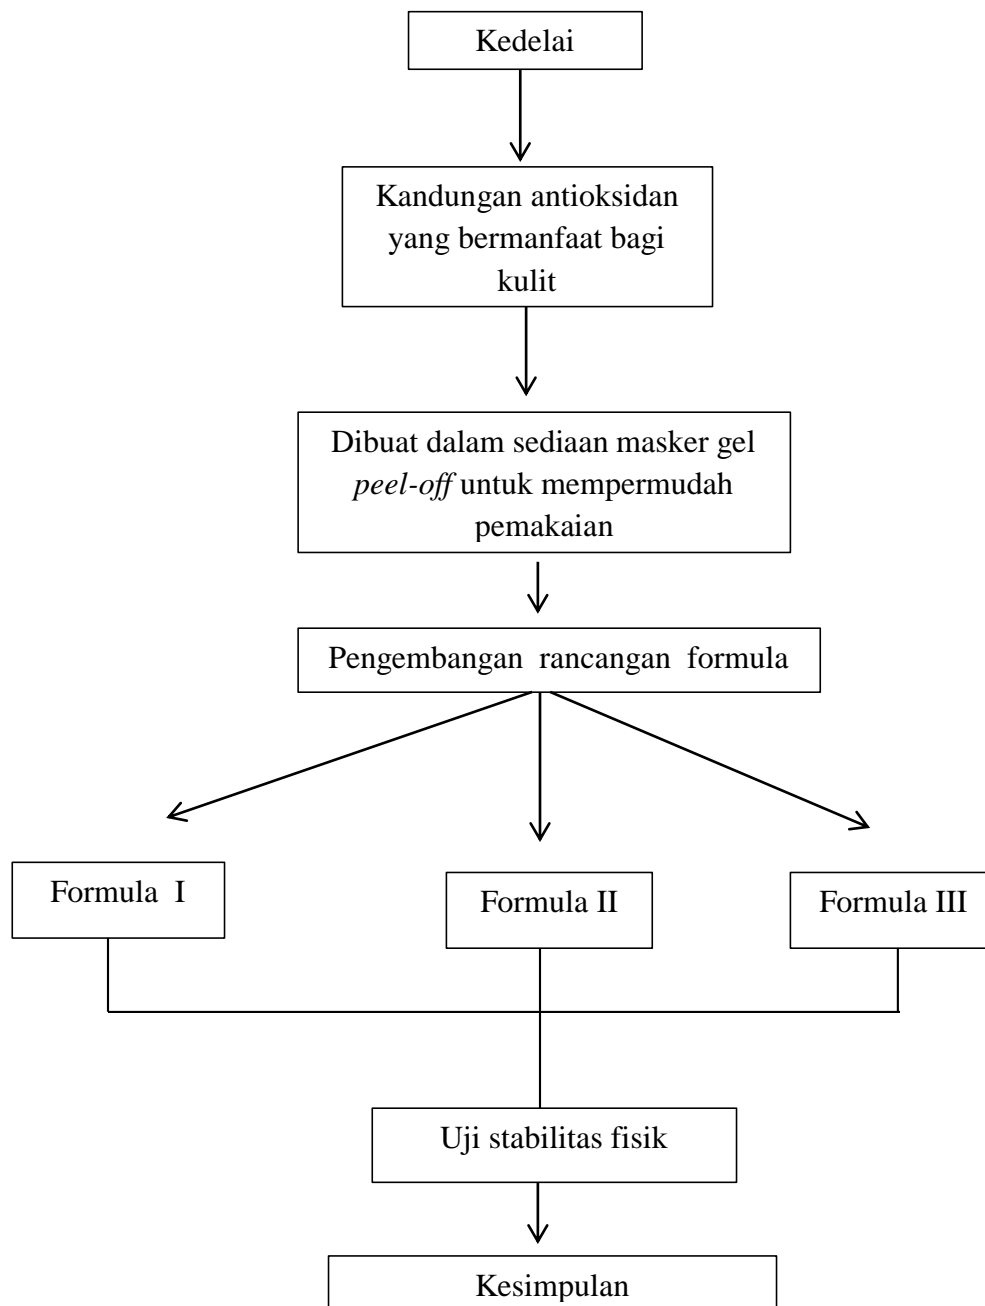 Kedelai
Kandungan antioksidan
yang bermanfaat bagi
kulit
Dibuat dalam sediaan masker gel
peel-off untuk mempermudah
pemakaian
Pengembangan rancangan formula
Formula I
Formula II
Formula III
Uji stabilitas fisik
Kesimpulan